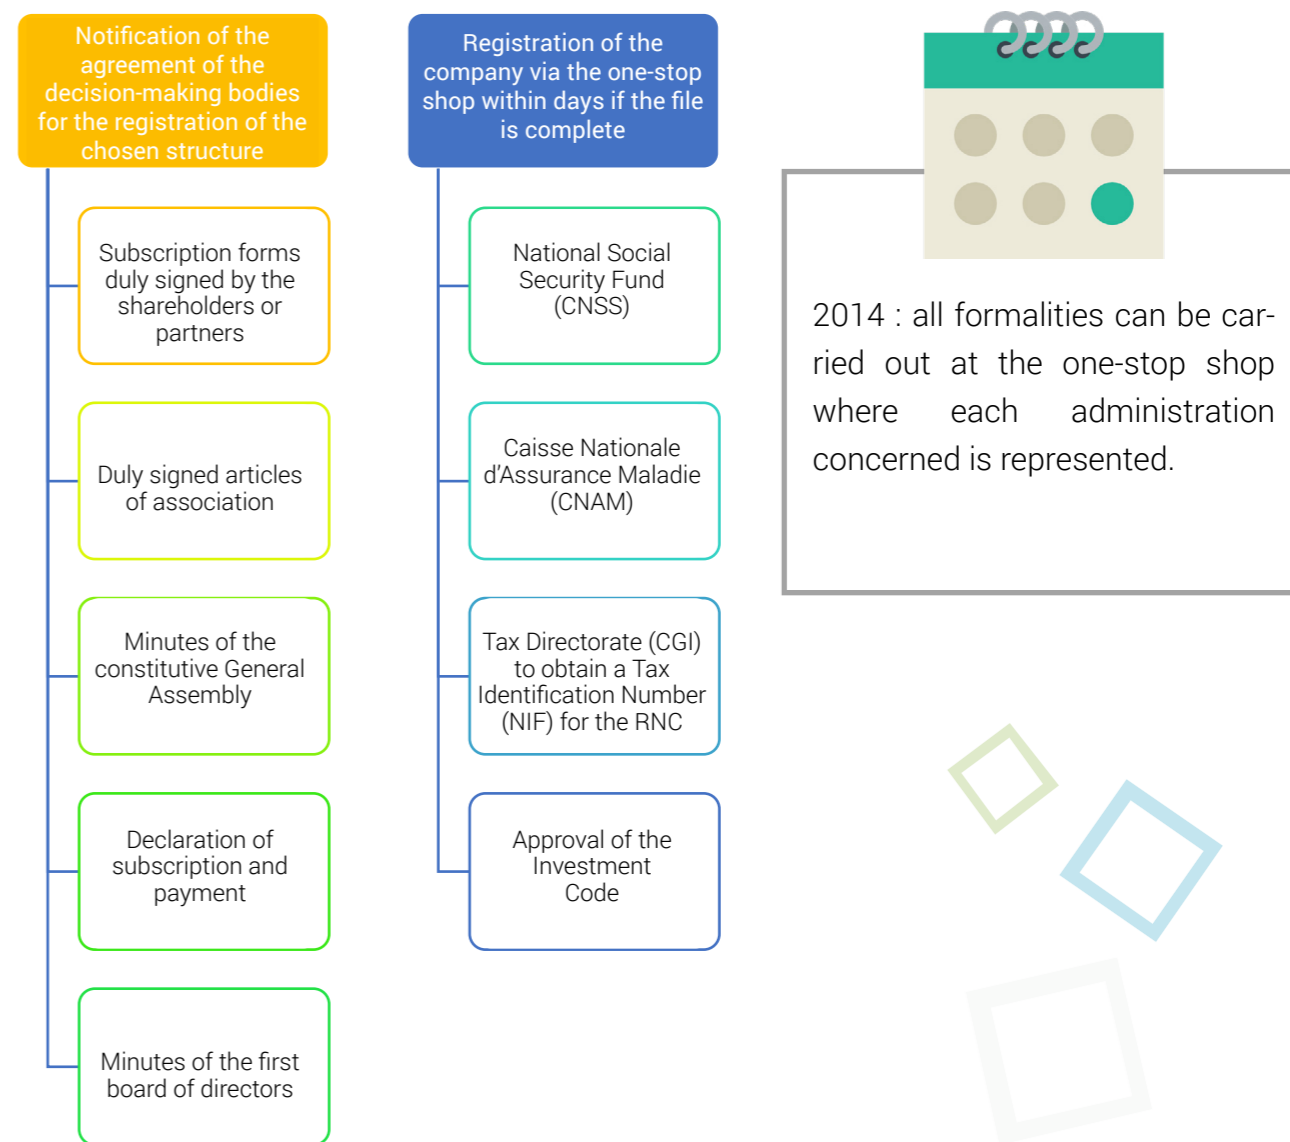 Notification of the
agreement of the
decision-making bodies
for the registration of the
chosen structure
Subscription forms
duly signed by the
shareholders or
partners
Duly signed articles
of association
Minutes of the
constitutive General
Assembly
Declaration of
subscription and
payment
Minutes of the first
board of directors
Registration of the
company via the one-stop
shop within days if the file
is complete
National Social
Security Fund
(CNSS)
Caisse Nationale
d'Assurance Maladie
(CNAM)
Tax Directorate (CGI)
to obtain a Tax
Identification Number
(NIF) for the RNC
Approval of the
Investment
Code
2014 : all formalities can be car-
ried out at the one-stop shop
where each administration
concerned is represented.